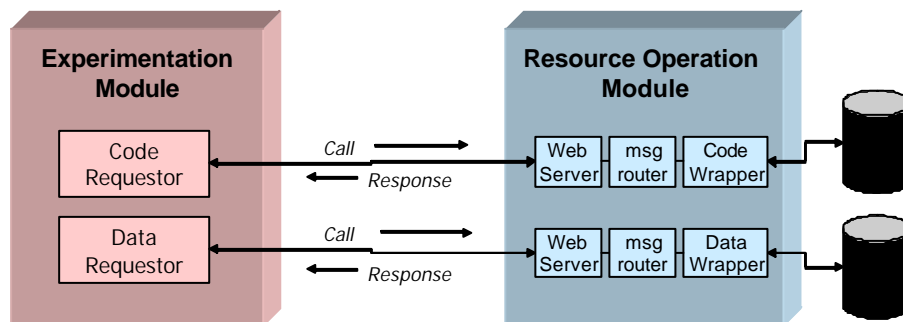 Experimentation
Module
Resource Operation
Module
Code
Requestor
Call
Response
Web
Server
msg
router
Code
Wrapper
Data
Requestor
Call
Response
Web
Server
msg
router
Data
Wrapper